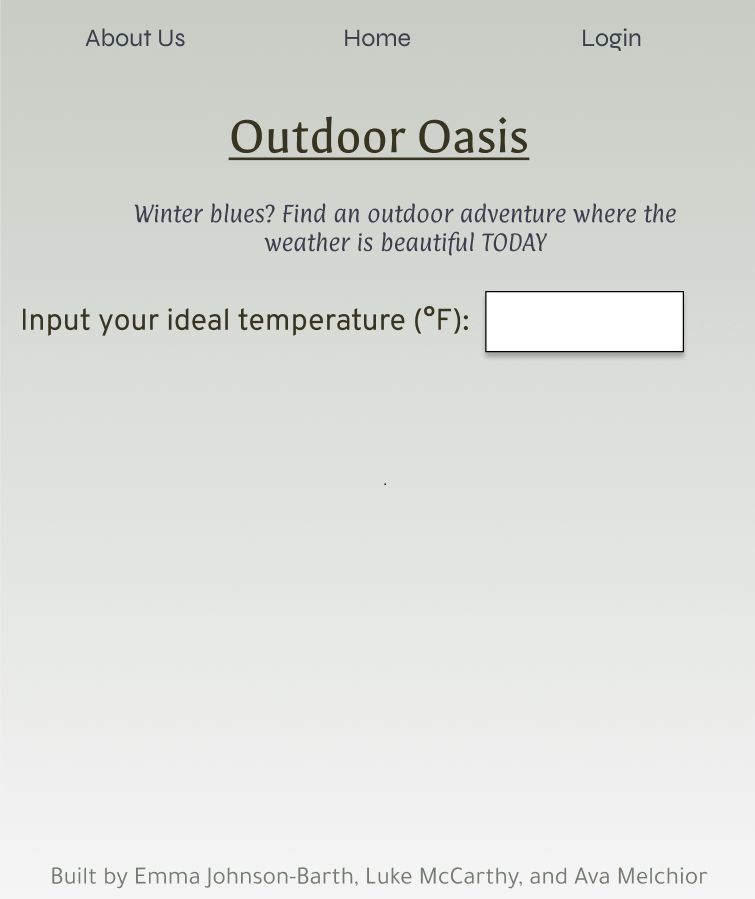 About Us Home Login
Outdoor Oasis
Winter blues? Find an outdoor adventure where the
weather is beautiful TODAY
Input your ideal temperature (°F):
.
Built by Emma Johnson-Barth, Luke McCarthy, and Ava Melchior